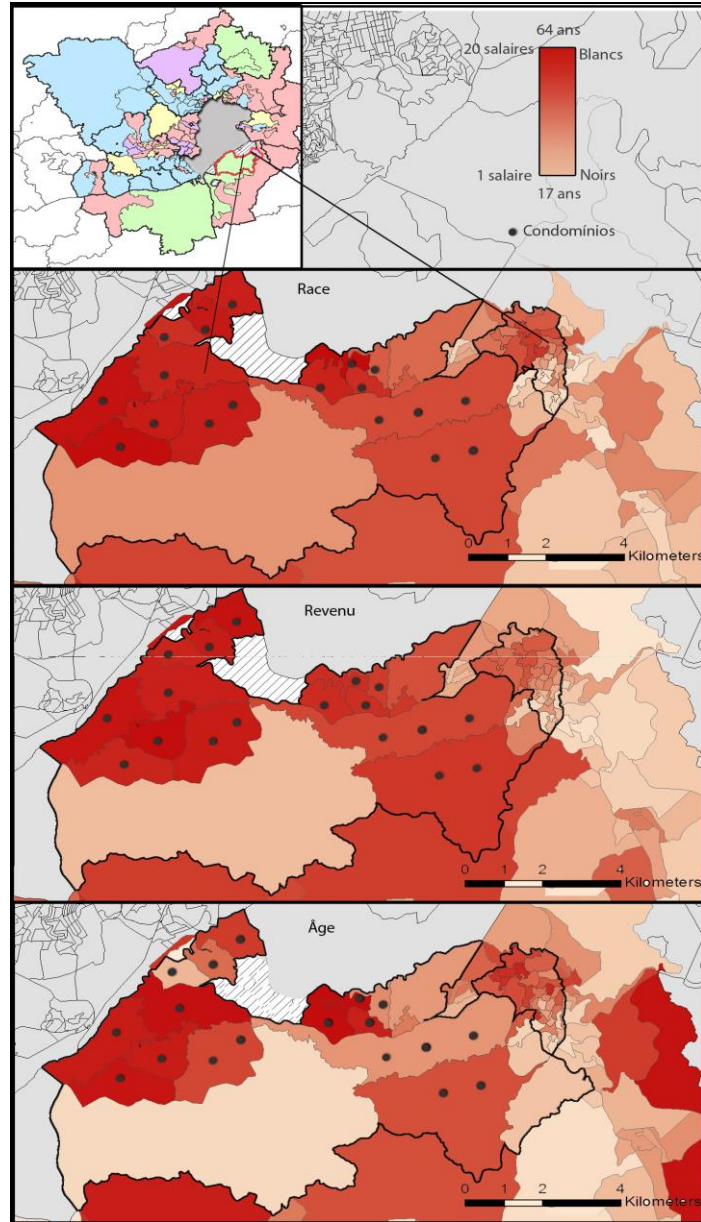 64 ans
20 salaires
Blancs
1 salaire
Noirs
17 ans
Condomínios
Race
0 1 2 4
Kilometers
Revenu
0 1 2 4
Kilometers
Âge
0 1 2 4
Kilometers